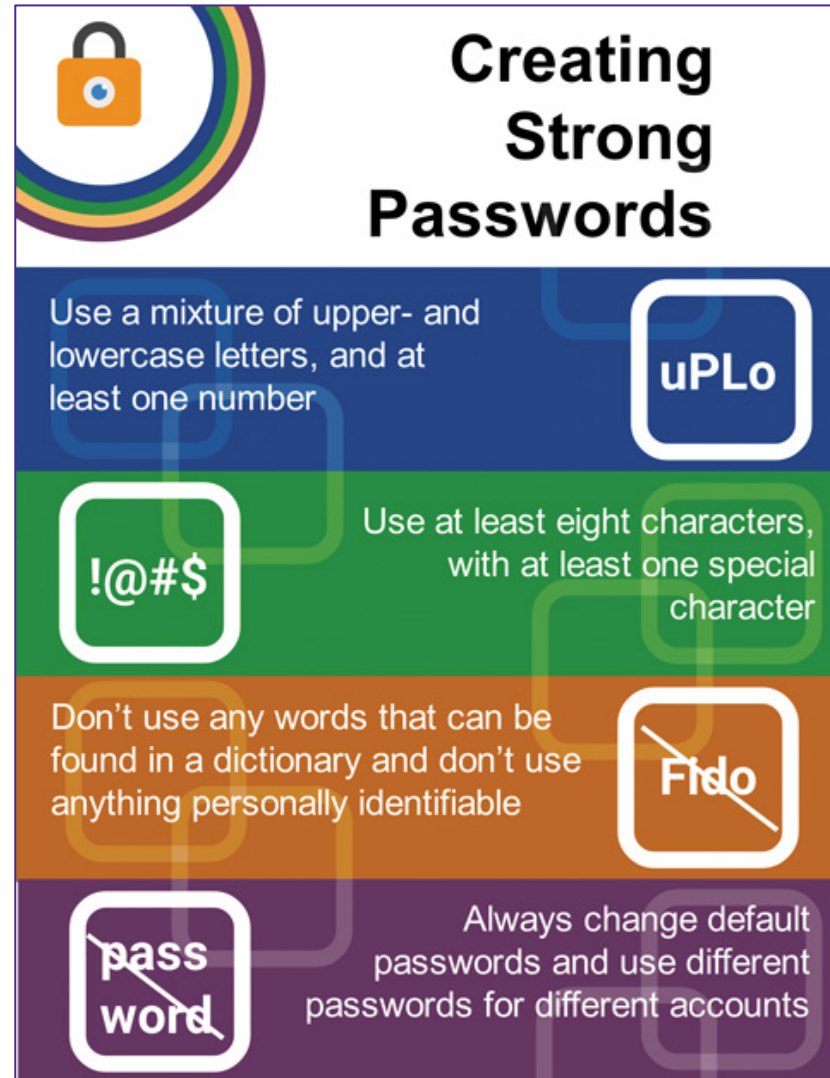 Creating
Strong
Passwords
Use a mixture of upper- and
lowercase letters, and at
least one number
uPLo
!@#$
Use at least eight characters,
with at least one special
character
Don’t use any words that can be
found in a dictionary and don’t use
anything personally identifiable
Fido
pass
word
Always change default
passwords and use different
passwords for different accounts